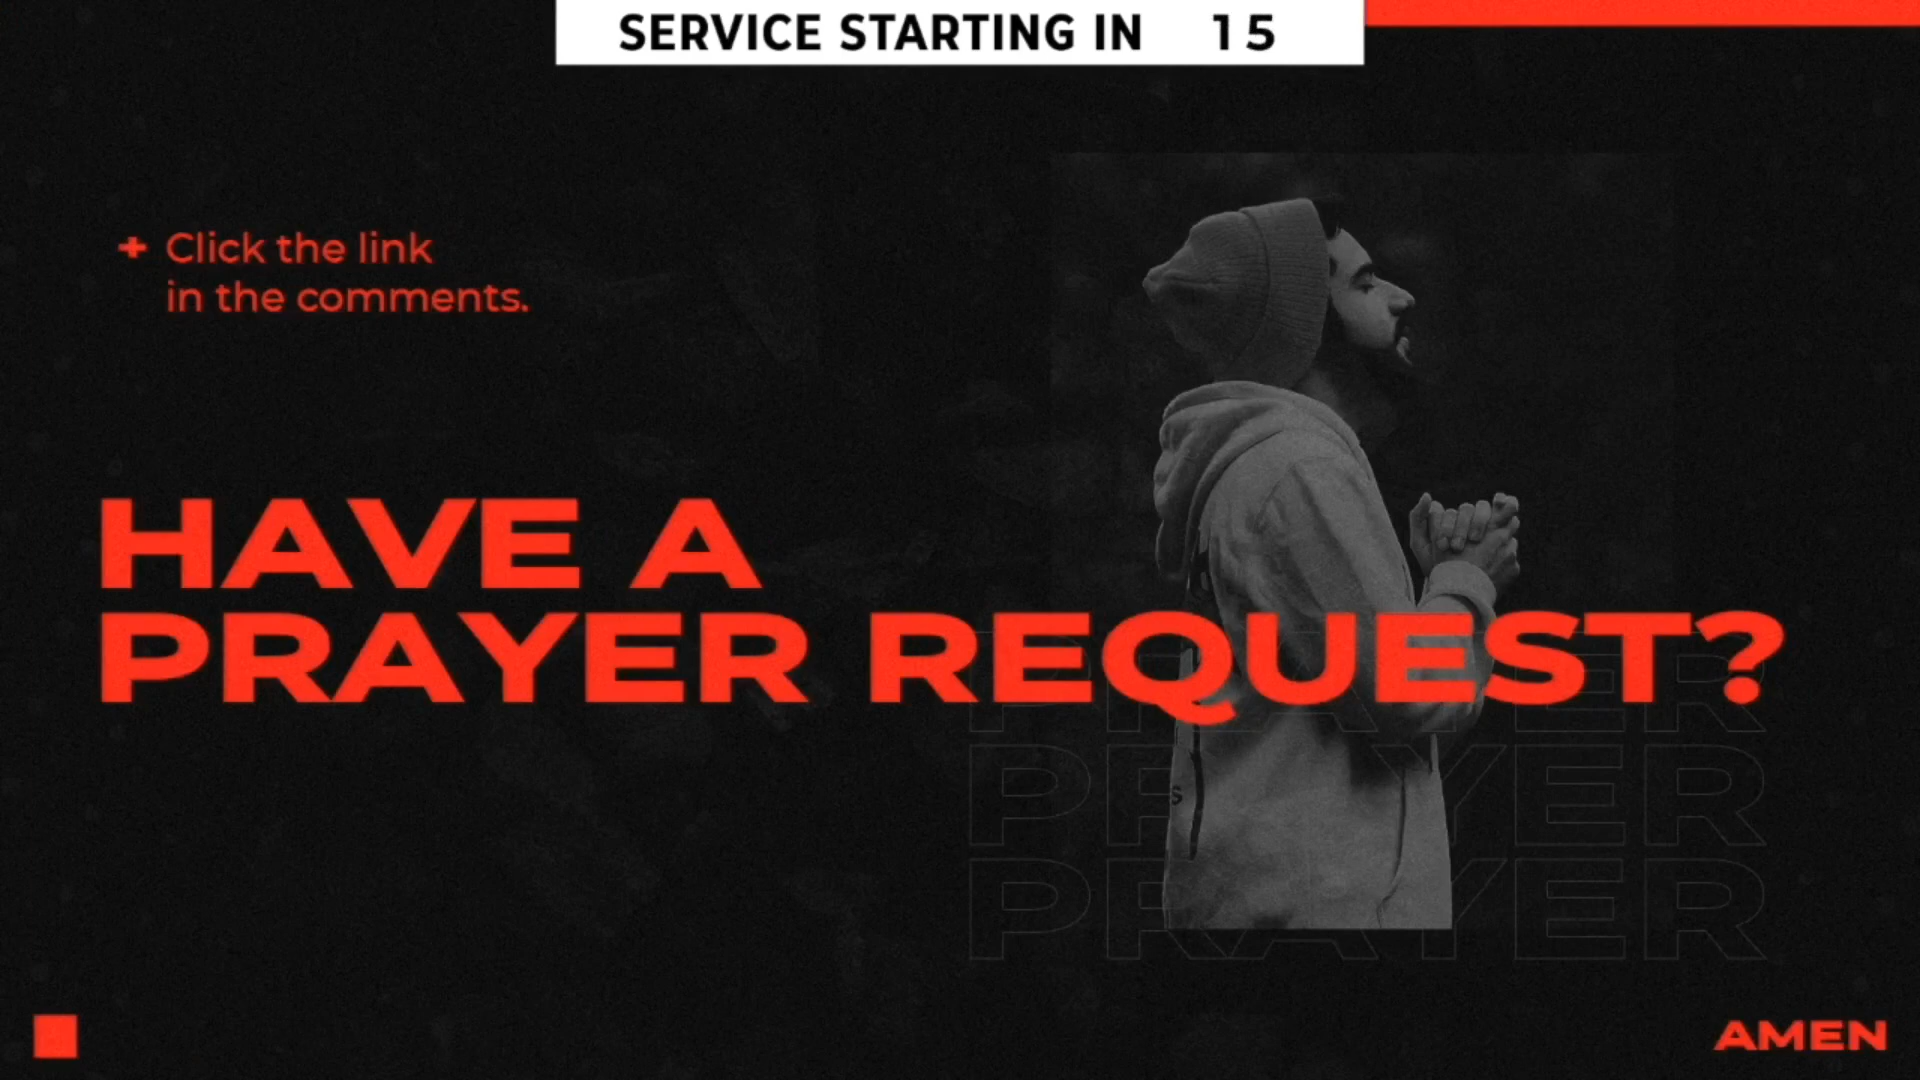 SERVICE STARTING IN 15
+ Click the link
in the comments.
HAVE A
PRAYER REQUEST?
PRAYER
PRAYER
PRAYER
S
AMEN